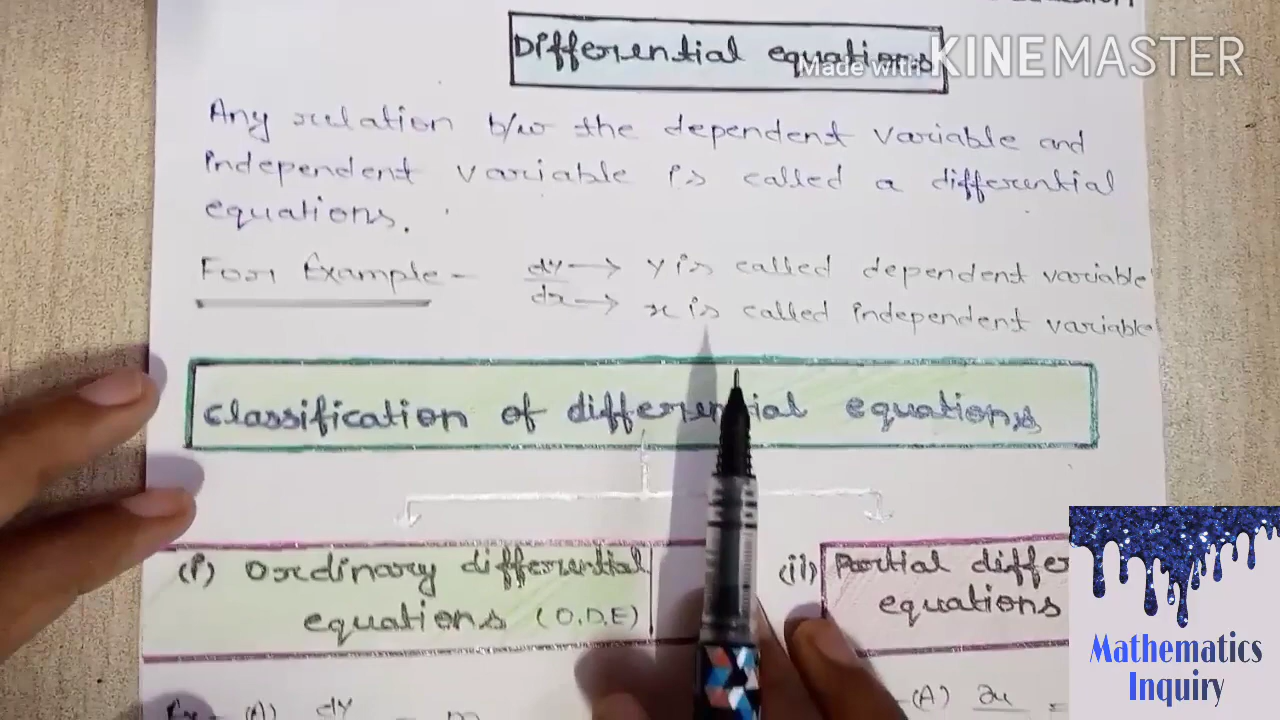 Differential equations
Made with KINEMASTER
Any relation b/w the dependent variable and
independent variable is called a differential
equations.
For Example - dy/dx → y is called dependent variable
→ x is called independent variable
Classification of differential equations
(i) Ordinary differential
equations (O.D.E)
(ii) Partial differ
equations
Ex - (A) dy
(A)
Mathematics
Inquiry